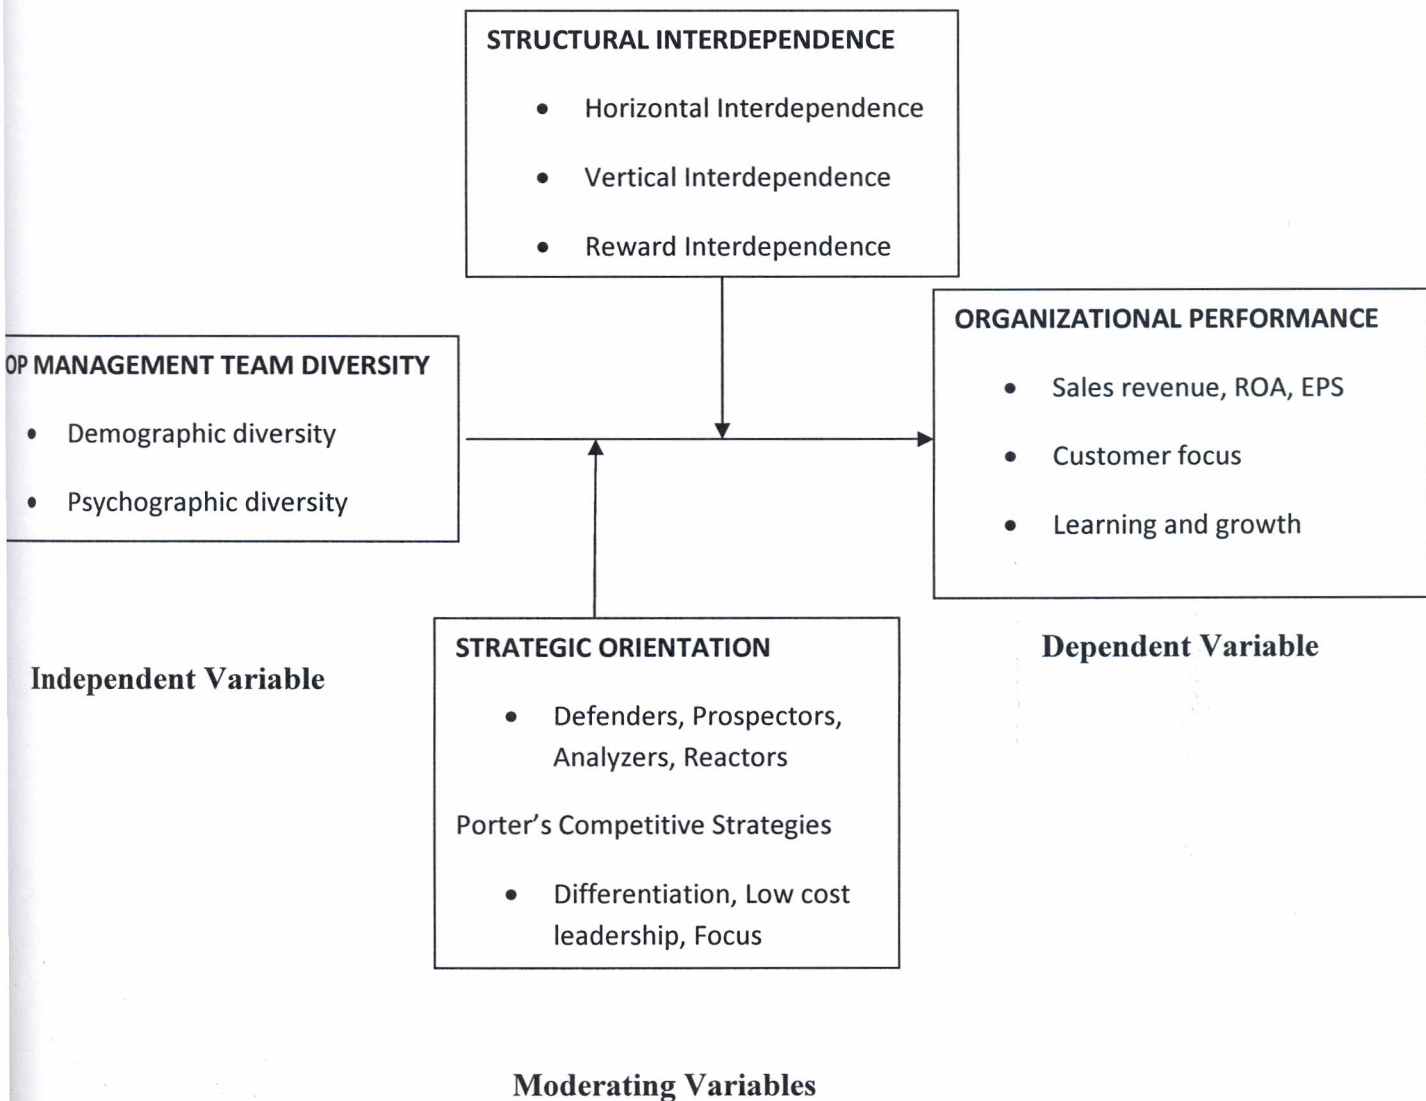 STRUCTURAL INTERDEPENDENCE
• Horizontal Interdependence
• Vertical Interdependence
• Reward Interdependence
OP MANAGEMENT TEAM DIVERSITY
• Demographic diversity
• Psychographic diversity
Independent Variable
ORGANIZATIONAL PERFORMANCE
• Sales revenue, ROA, EPS
• Customer focus
• Learning and growth
Dependent Variable
STRATEGIC ORIENTATION
• Defenders, Prospectors,
Analyzers, Reactors
Porter’s Competitive Strategies
• Differentiation, Low cost
leadership, Focus
Moderating Variables